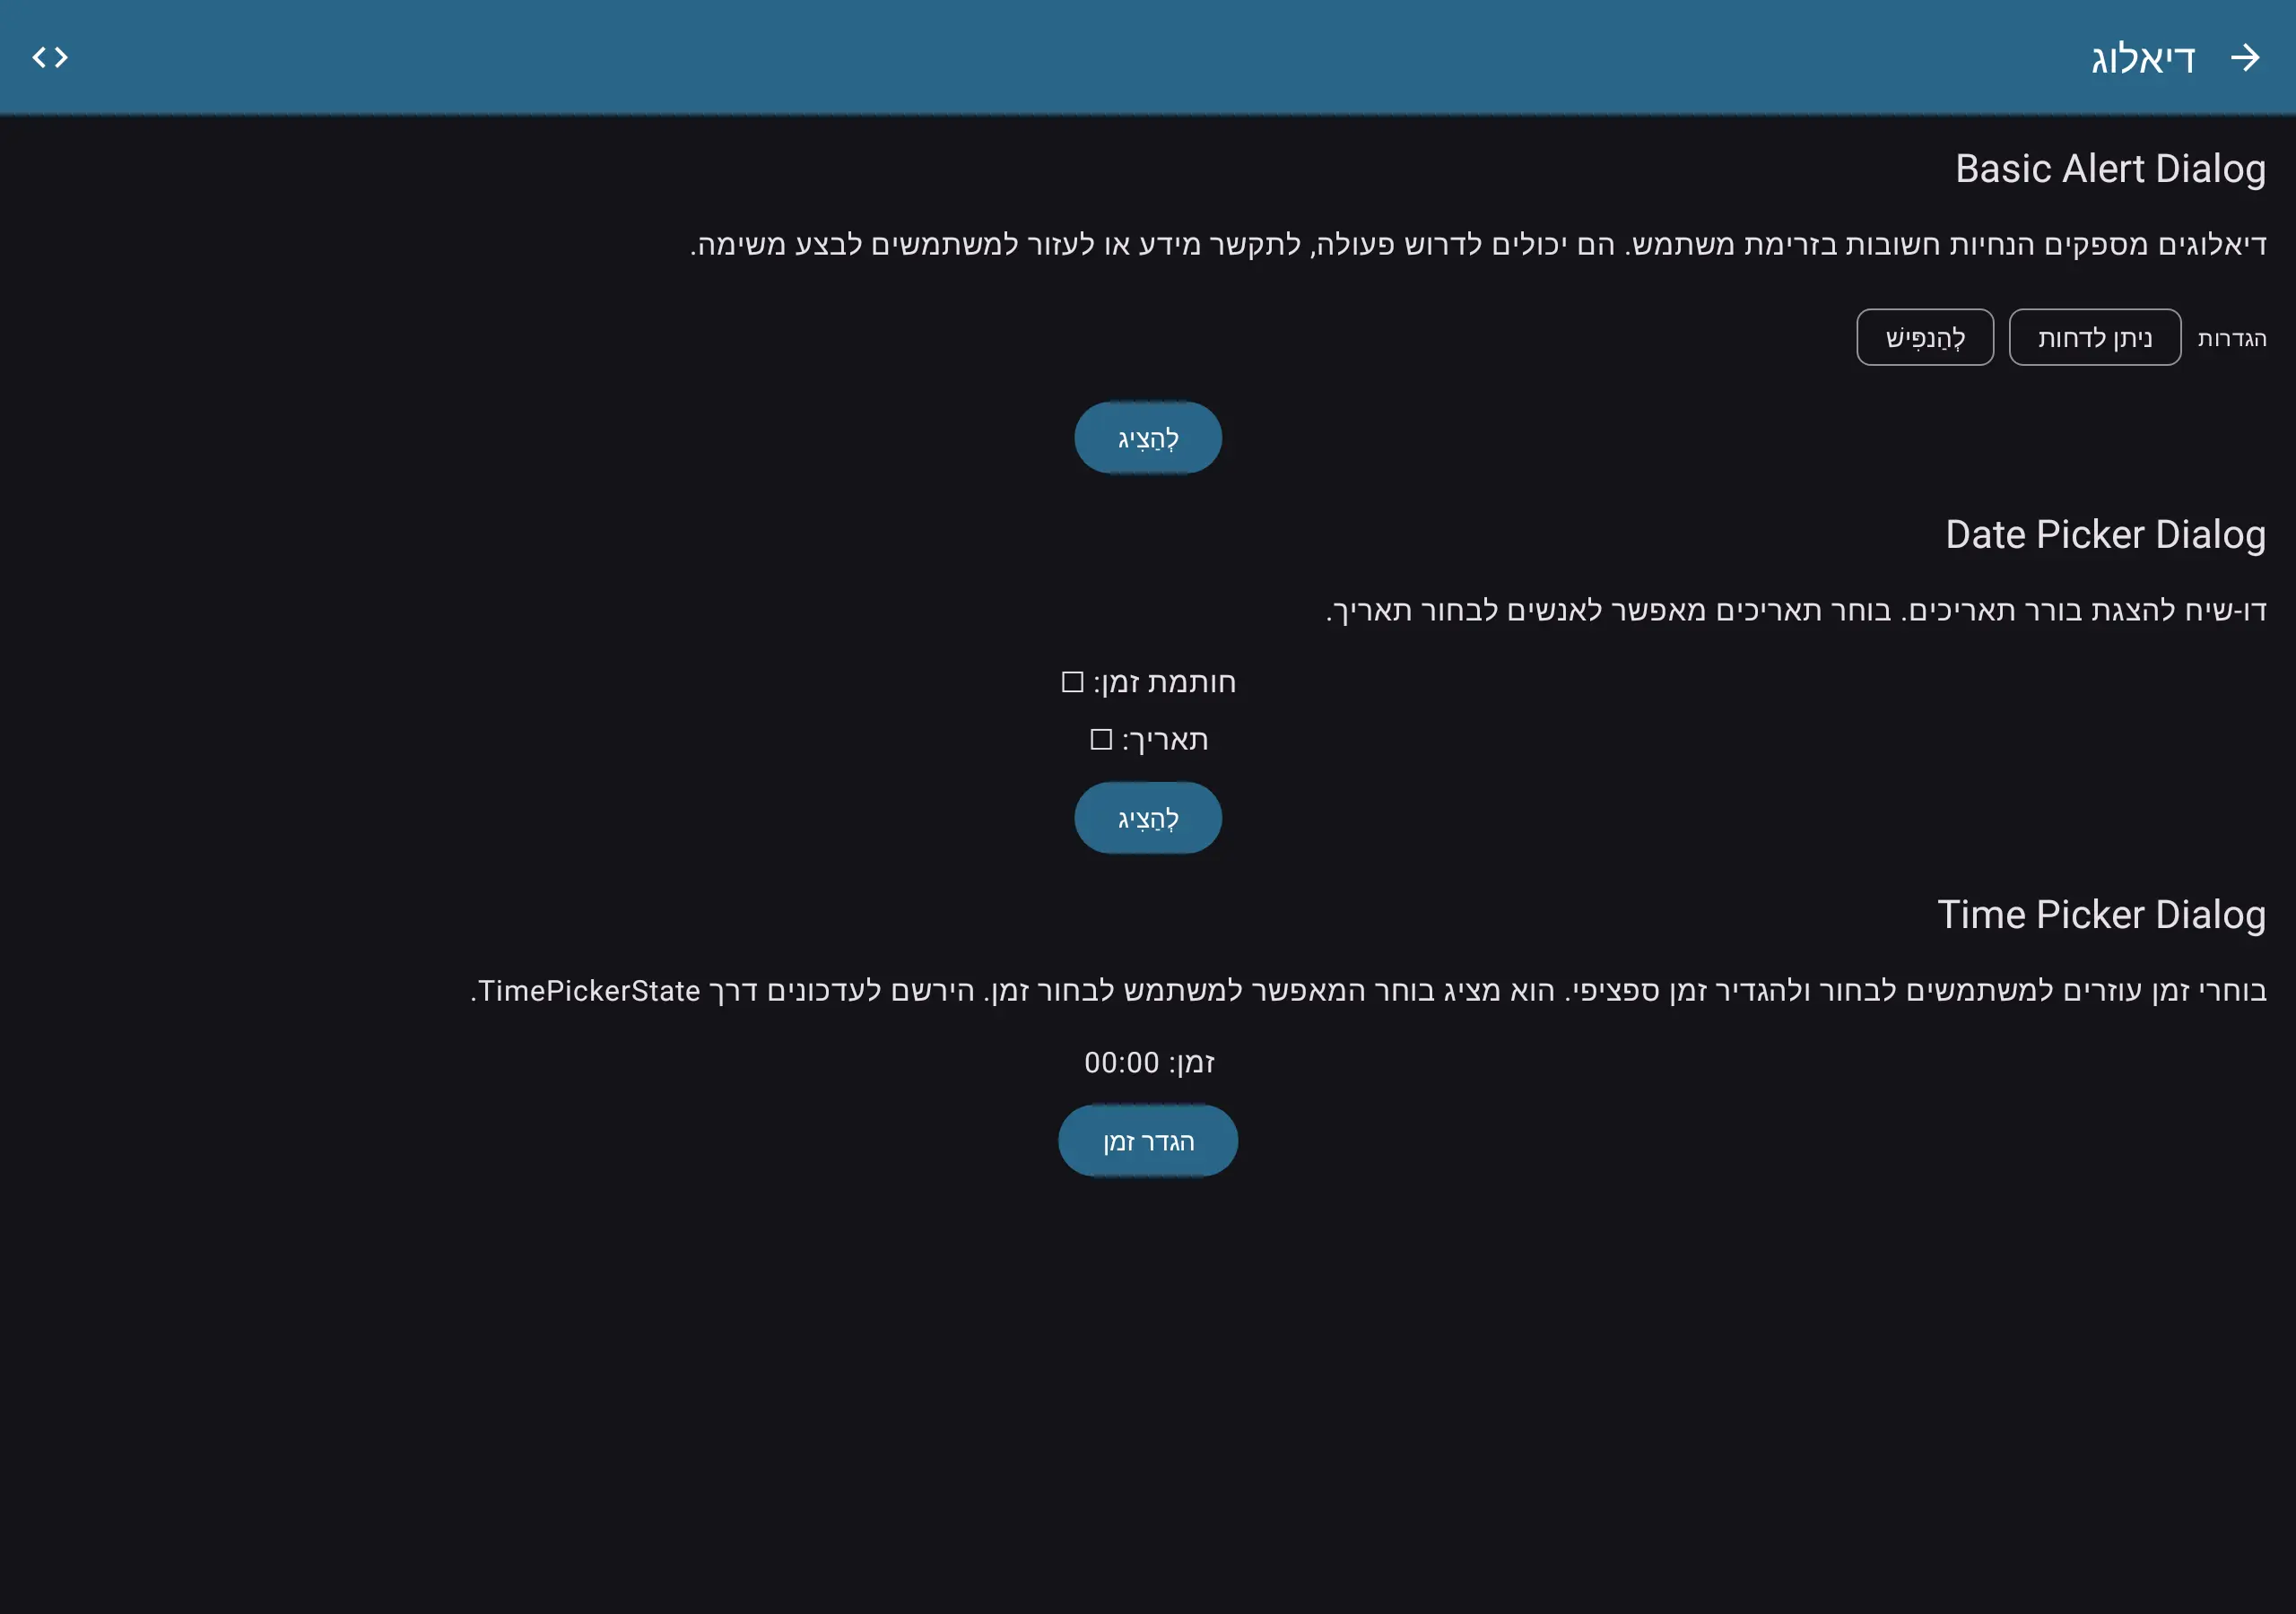 דיאלוג
Basic Alert Dialog
דיאלוגים מספקים הנחיות חשובות בזרימת משתמש. הם יכולים לדרוש פעולה, לתקשר מידע או לעזור למשתמשים לבצע משימה.
הגדרות ניתן לדחות לְהַנפִּישׁ
לְהַצִיג
Date Picker Dialog
דו-שיח להצגת בורר תאריכים. בוחר תאריכים מאפשר לאנשים לבחור תאריך.
חותמת זמן: ☐
תאריך: ☐
לְהַצִיג
Time Picker Dialog
בוחרי זמן עוזרים למשתמשים לבחור ולהגדיר זמן ספציפי. הוא מציג בוחר המאפשר למשתמש לבחור זמן. הירשם לעדכונים דרך TimePickerState.
זמן: 00:00
הגדר זמן